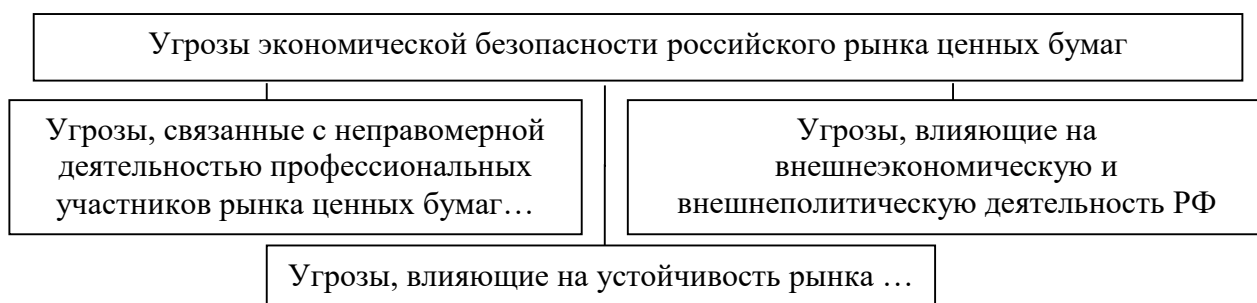 Угрозы экономической безопасности российского рынка ценных бумаг
Угрозы, связанные с неправомерной
деятельностью профессиональных
участников рынка ценных бумаг…
Угрозы, влияющие на
внешнеэкономическую и
внешнеполитическую деятельность РФ
Угрозы, влияющие на устойчивость рынка …